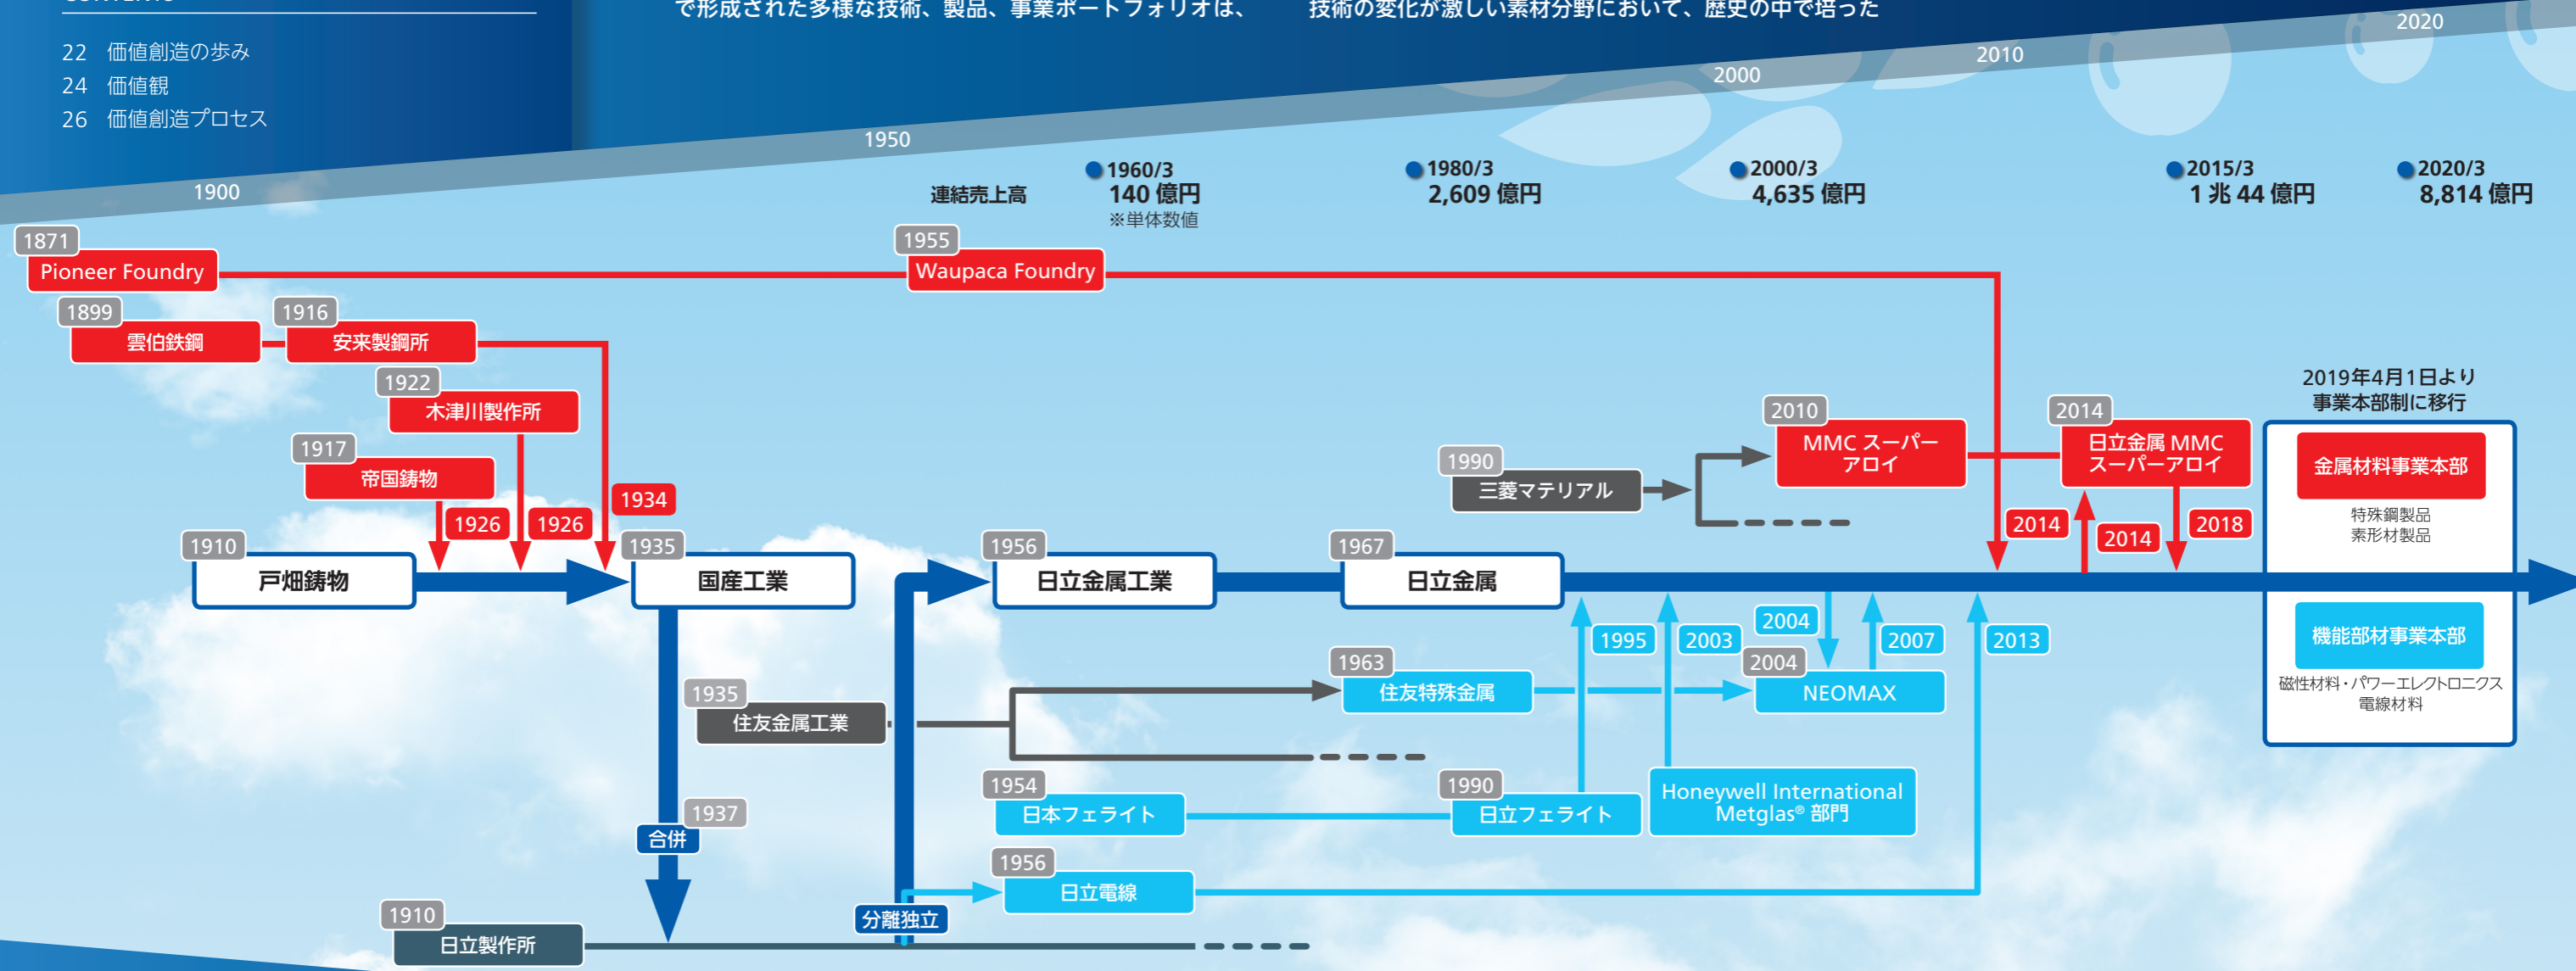 で形成された多様な技術、製品、事業ポートフォリオは、
技術の変化が激しい素材分野において、歴史の中で培った
22 価値創造の歩み
24 価値観
26 価値創造プロセス
1900
1950
2000
2010
2020
連結売上高
1960/3
140 億円
※単体数値
1980/3
2,609 億円
2000/3
4,635 億円
2015/3
1 兆 44 億円
2020/3
8,814 億円
1871
Pioneer Foundry
1955
Waupaca Foundry
1899
雲伯鉄鋼
1916
安来製鋼所
1922
木津川製作所
1917
帝国鋳物
1926
1926
1934
1910
戸畑鋳物
1935
国産工業
1956
日立金属工業
1967
日立金属
1990
三菱マテリアル
2010
MMC スーパー
アロイ
2014
日立金属 MMC
スーパーアロイ
2014
2014
2018
2019年4月1日より
事業本部制に移行
金属材料事業本部
特殊鋼製品
素形材製品
機能部材事業本部
磁性材料・パワーエレクトロニクス
電線材料
1995
2003
2004
2007
2013
1935
住友金属工業
1963
住友特殊金属
2004
NEOMAX
1937
合併
1954
日本フェライト
1990
日立フェライト
Honeywell International
Metglas® 部門
1956
日立電線
分離独立
1910
日立製作所